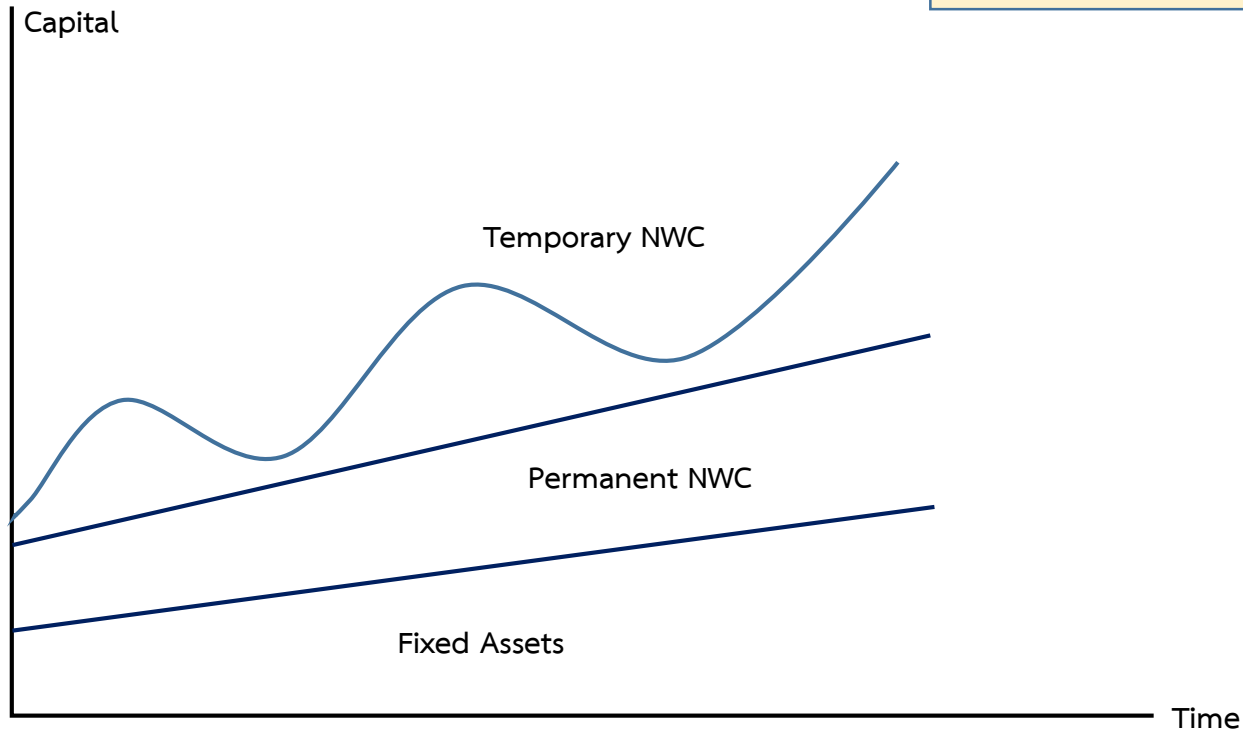 Capital
Temporary NWC
Permanent NWC
Fixed Assets
Time